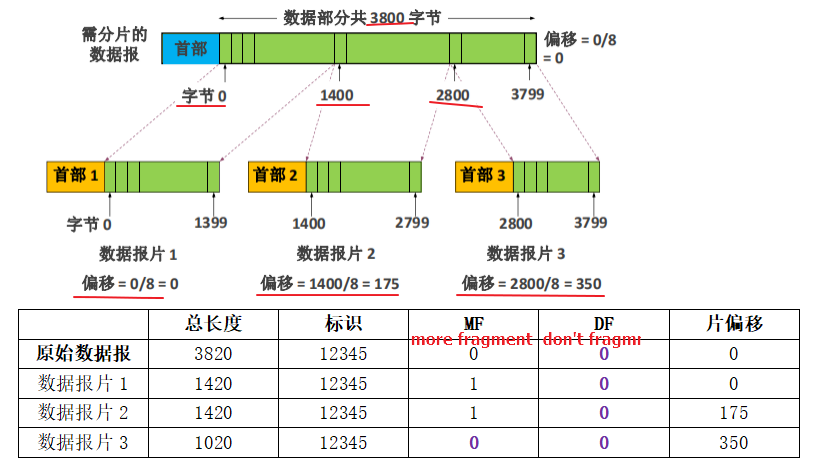 数据部分共 3800 字节
需分片的
数据报
首部
偏移 = 0/8
= 0
字节 0
1400
2800
3799
首部 1
首部 2
首部 3
字节 0
1399
1400
2799
2800
3799
数据报片 1
数据报片 2
数据报片 3
偏移 = 0/8 = 0
偏移 = 1400/8 = 175
偏移 = 2800/8 = 350
总长度 标识 MF DF 片偏移
more fragment don't fragm
原始数据报 3820 12345 0 0 0
数据报片 1 1420 12345 1 0 0
数据报片 2 1420 12345 1 0 175
数据报片 3 1020 12345 0 0 350